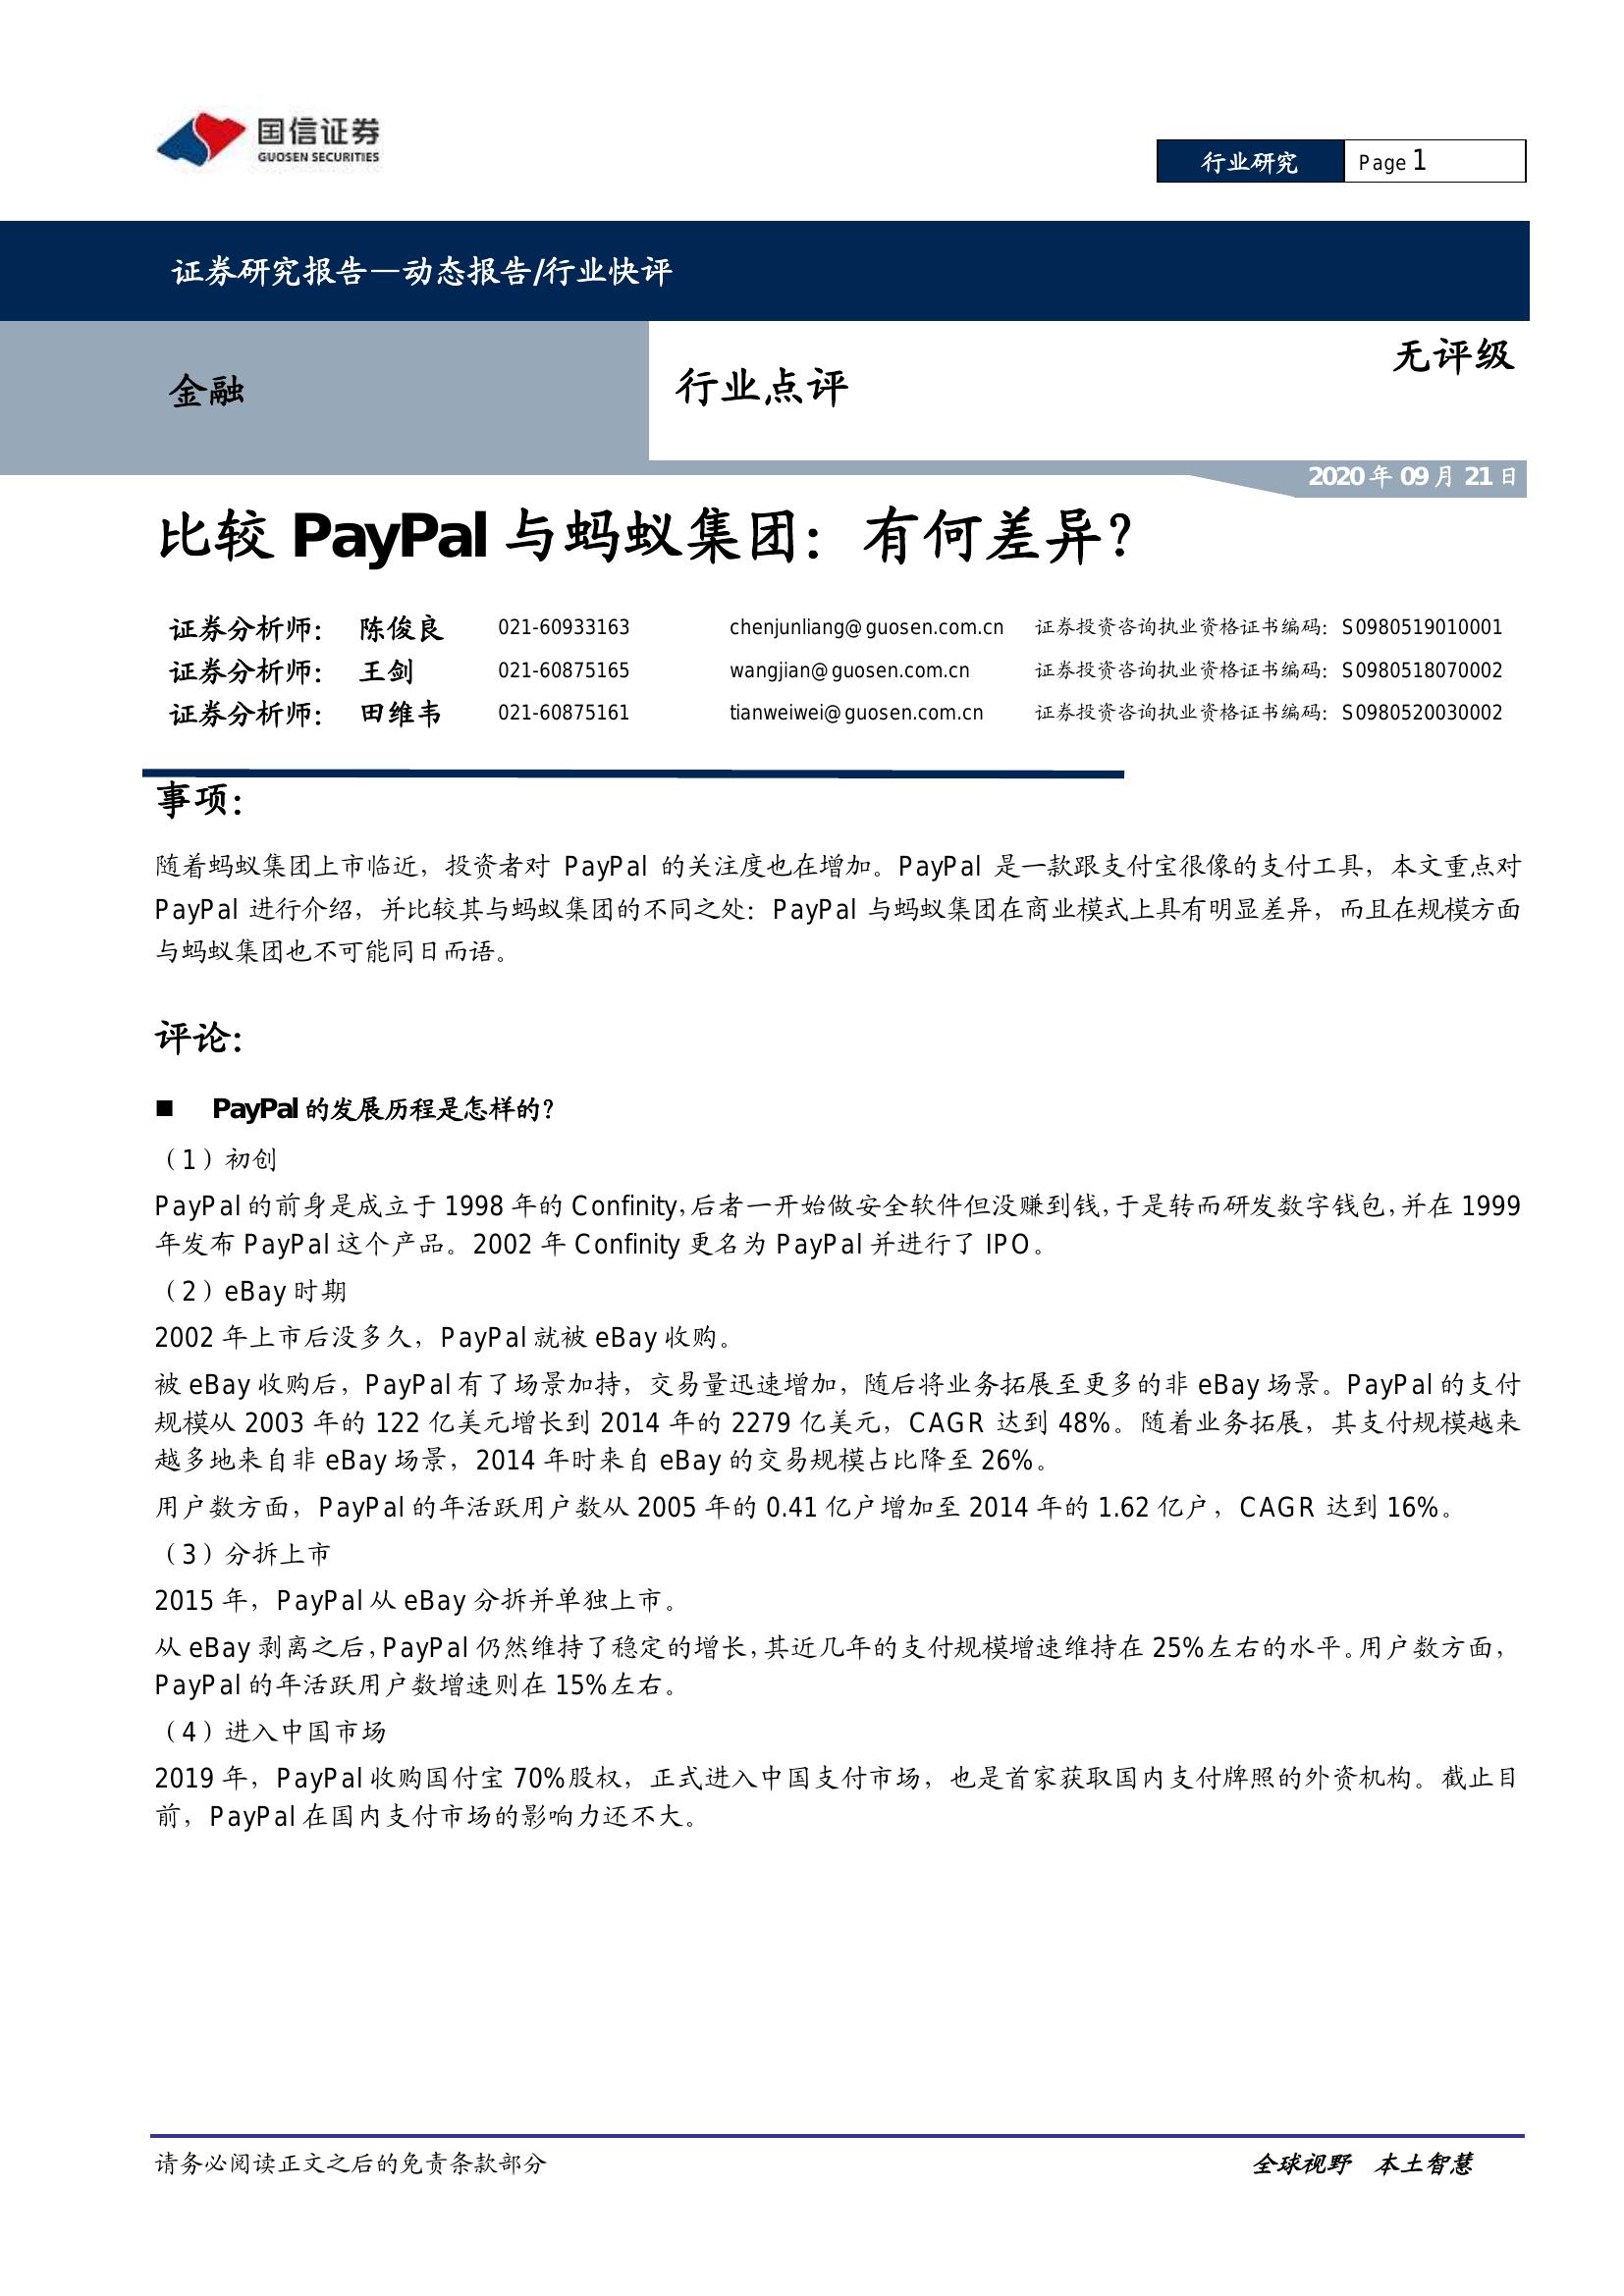 国信证券
GUOSEN SECURITIES
行业研究 Page 1
证券研究报告—动态报告/行业快评
金融
行业点评
无评级
2020 年 09 月 21 日
比较 PayPal 与蚂蚁集团：有何差异？
证券分析师： 陈俊良 021-60933163 chenjunliang@guosen.com.cn 证券投资咨询执业资格证书编码：S0980519010001
证券分析师： 王剑 021-60875165 wangjian@guosen.com.cn 证券投资咨询执业资格证书编码：S0980518070002
证券分析师： 田维韦 021-60875161 tianweiwei@guosen.com.cn 证券投资咨询执业资格证书编码：S0980520030002
事项：
随着蚂蚁集团上市临近，投资者对 PayPal 的关注度也在增加。PayPal 是一款跟支付宝很像的支付工具，本文重点对
PayPal 进行介绍，并比较其与蚂蚁集团的不同之处：PayPal 与蚂蚁集团在商业模式上具有明显差异，而且在规模方面
与蚂蚁集团也不可能同日而语。
评论：
■ PayPal 的发展历程是怎样的？
（1）初创
PayPal 的前身是成立于 1998 年的 Confinity，后者一开始做安全软件但没赚到钱，于是转而研发数字钱包，并在 1999
年发布 PayPal 这个产品。2002 年 Confinity 更名为 PayPal 并进行了 IPO。
（2）eBay 时期
2002 年上市后没多久，PayPal 就被 eBay 收购。
被 eBay 收购后，PayPal 有了场景加持，交易量迅速增加，随后将业务拓展至更多的非 eBay 场景。PayPal 的支付
规模从 2003 年的 122 亿美元增长到 2014 年的 2279 亿美元，CAGR 达到 48%。随着业务拓展，其支付规模越来
越多地来自非 eBay 场景，2014 年时来自 eBay 的交易规模占比降至 26%。
用户数方面，PayPal 的年活跃用户数从 2005 年的 0.41 亿户增加至 2014 年的 1.62 亿户，CAGR 达到 16%。
（3）分拆上市
2015 年，PayPal 从 eBay 分拆并单独上市。
从 eBay 剥离之后，PayPal 仍然维持了稳定的增长，其近几年的支付规模增速维持在 25%左右的水平。用户数方面，
PayPal 的年活跃用户数增速则在 15%左右。
（4）进入中国市场
2019 年，PayPal 收购国付宝 70%股权，正式进入中国支付市场，也是首家获取国内支付牌照的外资机构。截止目
前，PayPal 在国内支付市场的影响力还不大。
请务必阅读正文之后的免责条款部分
全球视野 本土智慧